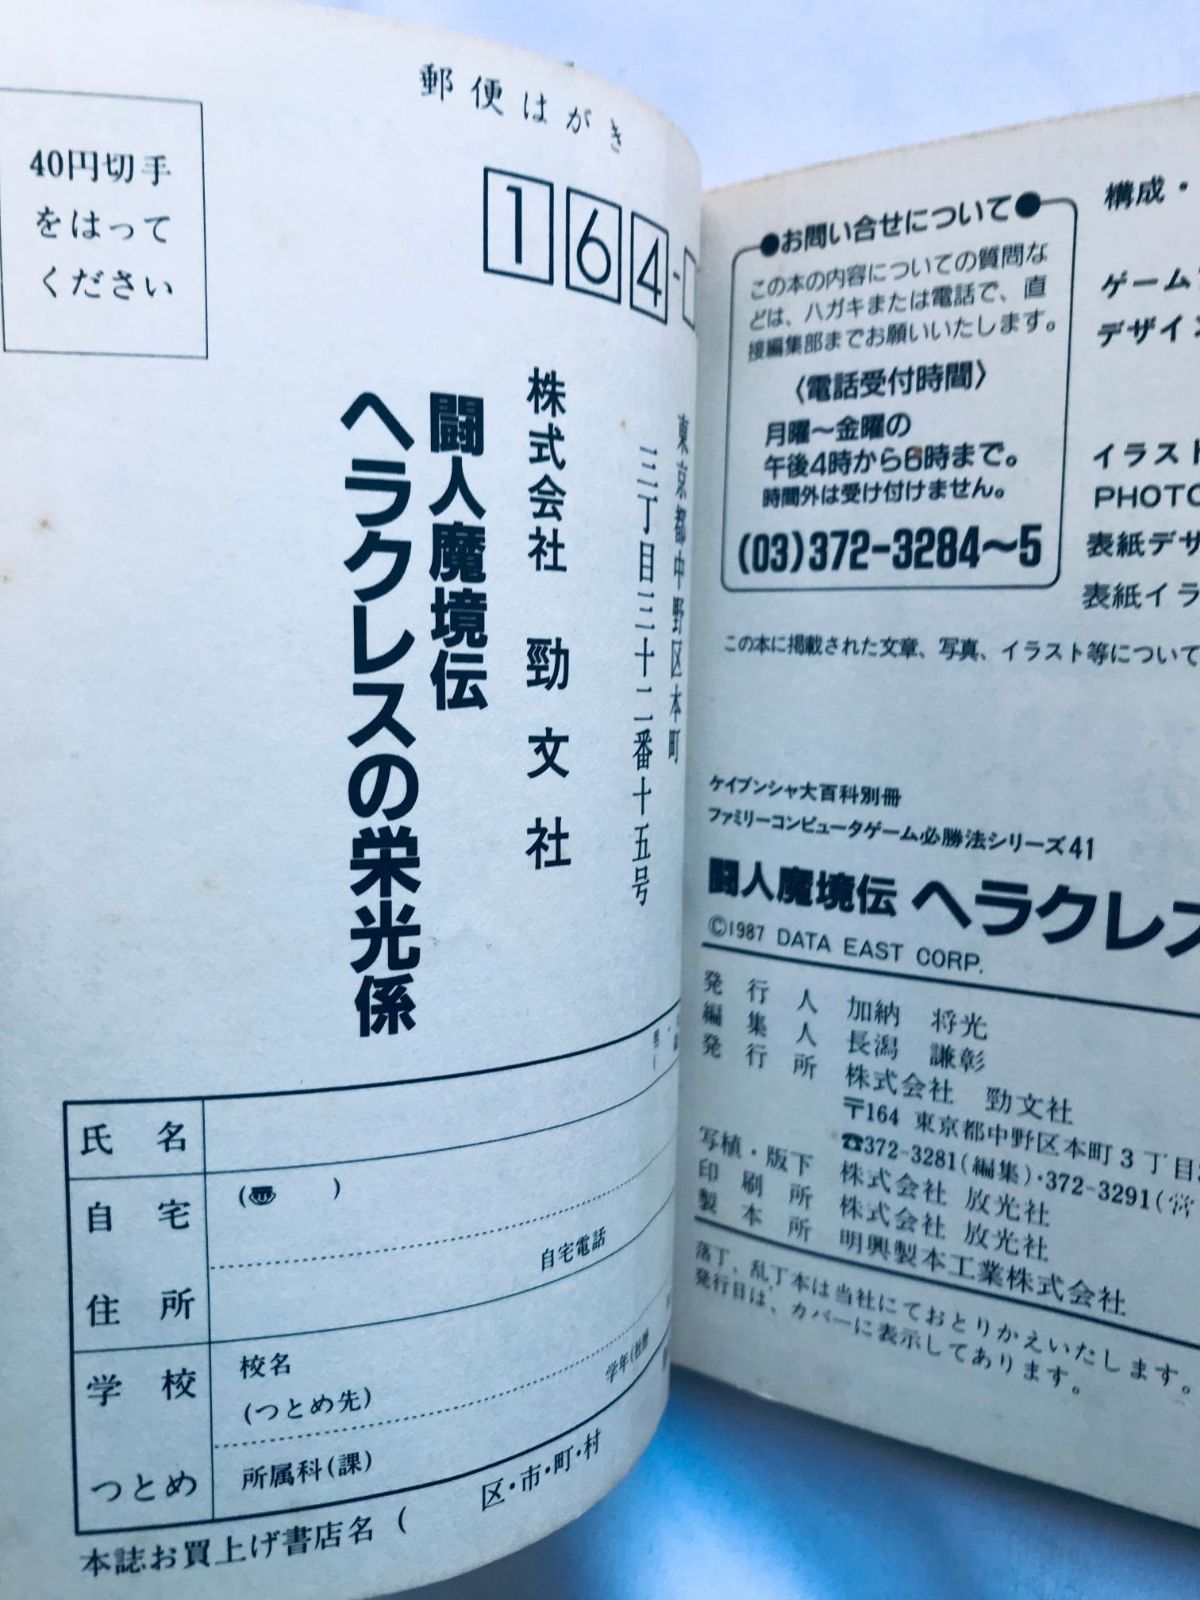 郵便はがき
40円切手
をはって
ください
164-
東京都中野区本町
三丁目三十二番十五号
株式会社 勁文社
闘人魔境伝
ヘラクレスの栄光係
氏名
自宅
住所
(〠 )
自宅電話
学校
つとめ
校名
(つとめ先)
学年
所属科(課)
本誌お買上げ書店名( 区・市・町・村
●お問い合せについて●
この本の内容についての質問な
どは、ハガキまたは電話で、直
接編集部までお願いいたします。
〈電話受付時間〉
月曜〜金曜の
午後4時から6時まで。
時間外は受け付けません。
(03)372-3284〜5
構成・
ゲーム
デザイン
イラスト
PHOTO
表紙デザ
表紙イラ
この本に掲載された文章、写真、イラスト等について
ケイブンシャ大百科別冊
ファミリーコンピュータゲーム必勝法シリーズ41
闘人魔境伝 ヘラクレス
©1987 DATA EAST CORP.
発行人 加納 将光
編集人 長潟 謙彰
発行所 株式会社 勁文社
〒164 東京都中野区本町3丁目
☎372-3281(編集)・372-3291(営
写植・版下 株式会社 放光社
印刷所 株式会社 放光社
製本所 明興製本工業株式会社
落丁、乱丁本は当社にておとりかえいたします。
発行日は、カバーに表示してあります。